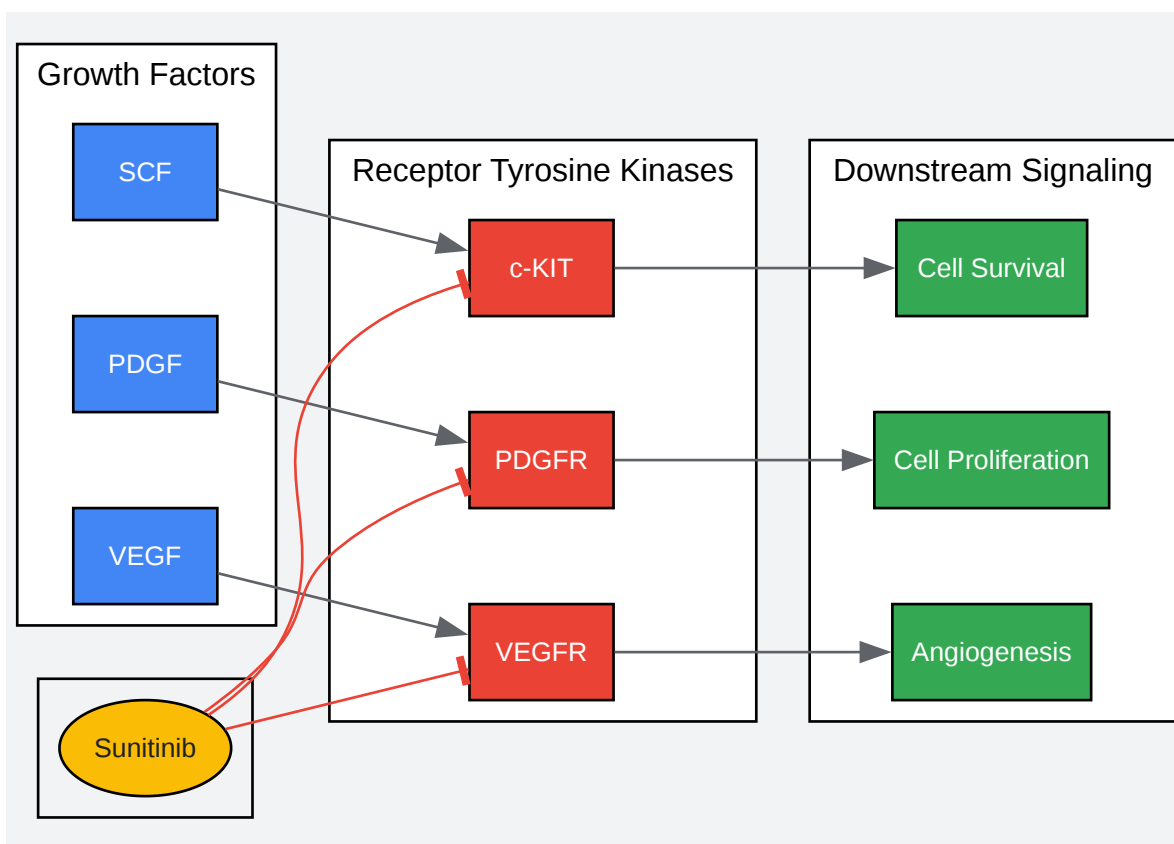 Growth Factors
SCF
PDGF
VEGF
Sunitinib
Receptor Tyrosine Kinases
c-KIT
PDGFR
VEGFR
Downstream Signaling
Cell Survival
Cell Proliferation
Angiogenesis